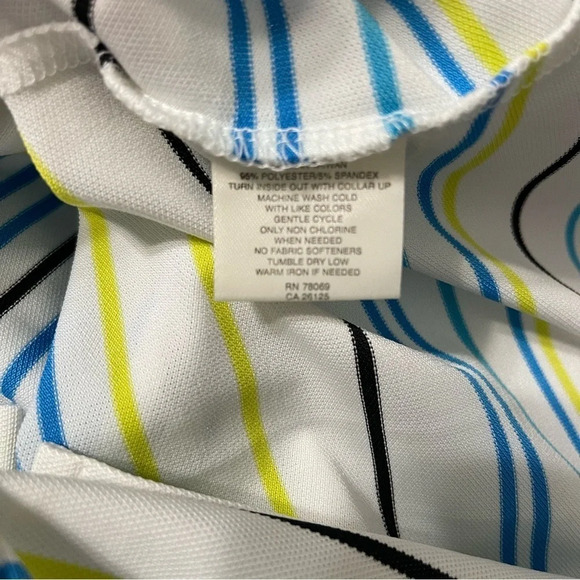 95% POLYESTER/5% SPANDEX
TURN INSIDE OUT WITH COLLAR UP
MACHINE WASH COLD
WITH LIKE COLORS
GENTLE CYCLE
ONLY NON CHLORINE
WHEN NEEDED
NO FABRIC SOFTENERS
TUMBLE DRY LOW
WARM IRON IF NEEDED
RN 78069
CA 26125